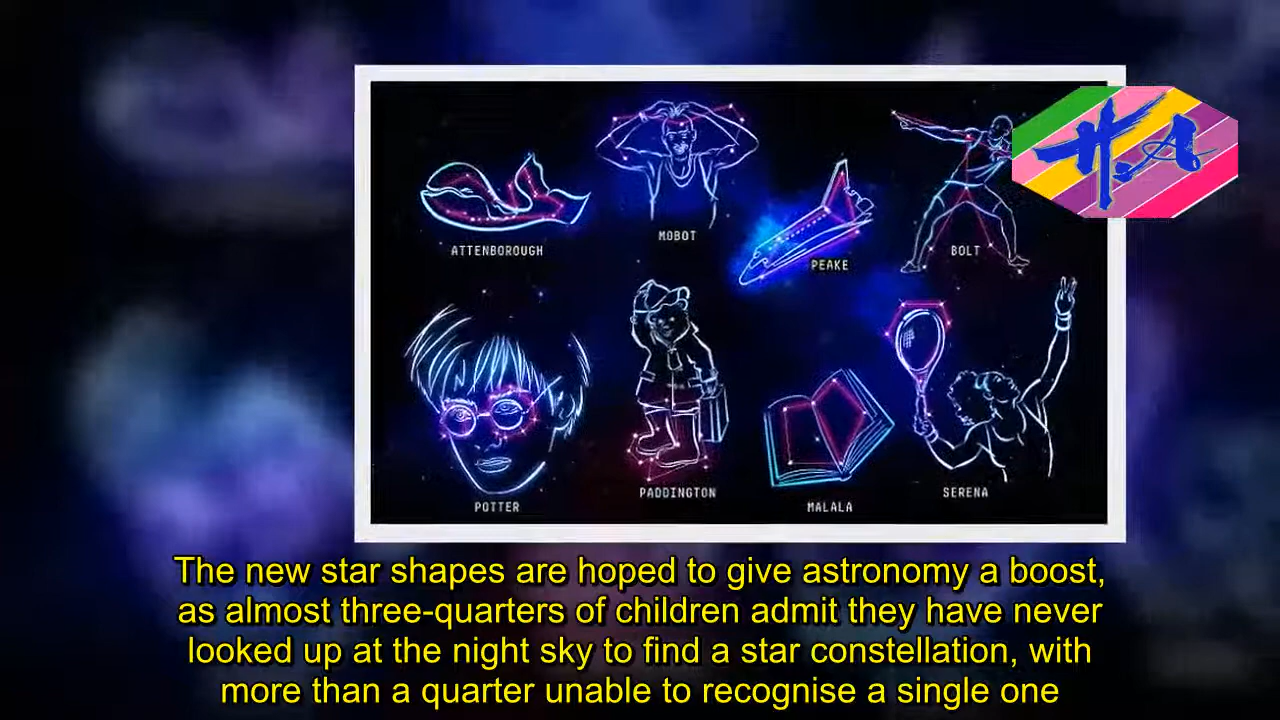 MOBOT
ATTENBOROUGH
PEAKE
BOLT
H.A
POTTER
PADDINGTON
MALALA
SERENA
The new star shapes are hoped to give astronomy a boost,
as almost three-quarters of children admit they have never
looked up at the night sky to find a star constellation, with
more than a quarter unable to recognise a single one